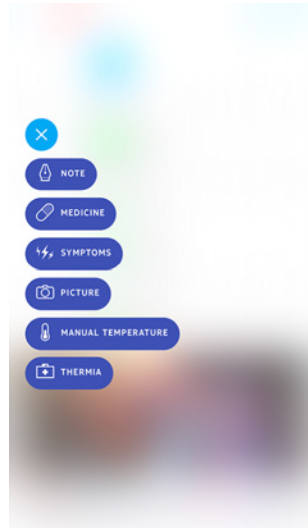 NOTE
MEDICINE
SYMPTOMS
PICTURE
MANUAL TEMPERATURE
THERMIA